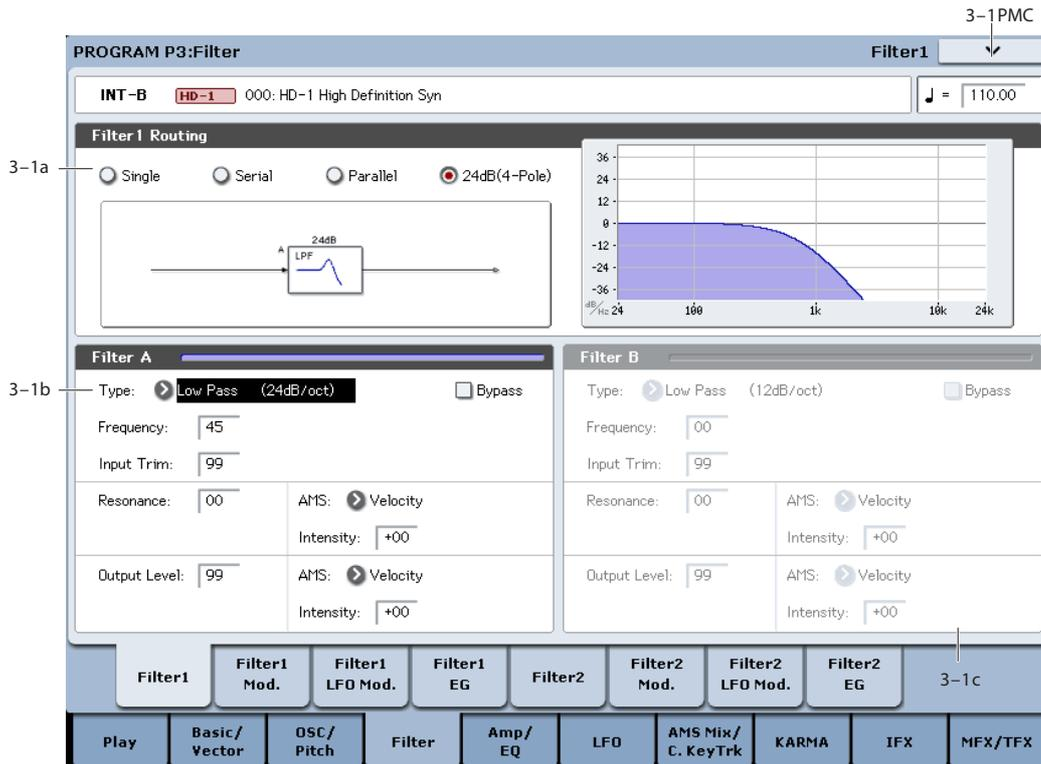 3-1PMC
PROGRAM P3:Filter Filter1
INT-B HD-1 000: HD-1 High Definition Syn ♩ = 110.00
Filter1 Routing
3-1a
Single Serial Parallel 24dB(4-Pole)
24dB
A
LPF
36
24
12
0
-12
-24
-36
dB/Hz 24 100 1k 10k 24k
Filter A
3-1b
Type: Low Pass (24dB/oct) Bypass
Frequency: 45
Input Trim: 99
Resonance: 00 AMS: Velocity
Intensity: +00
Output Level: 99 AMS: Velocity
Intensity: +00
Filter B
Type: Low Pass (12dB/oct) Bypass
Frequency: 00
Input Trim: 99
Resonance: 00 AMS: Velocity
Intensity: +00
Output Level: 99 AMS: Velocity
Intensity: +00
3-1c
Filter1
Filter1
Mod.
Filter1
LFO Mod.
Filter1
EG
Filter2
Filter2
Mod.
Filter2
LFO Mod.
Filter2
EG
Play
Basic/
Vector
OSC/
Pitch
Filter
Amp/
EQ
LFO
AMS Mix/
C. KeyTrk
KARMA
IFX
MFX/TFX